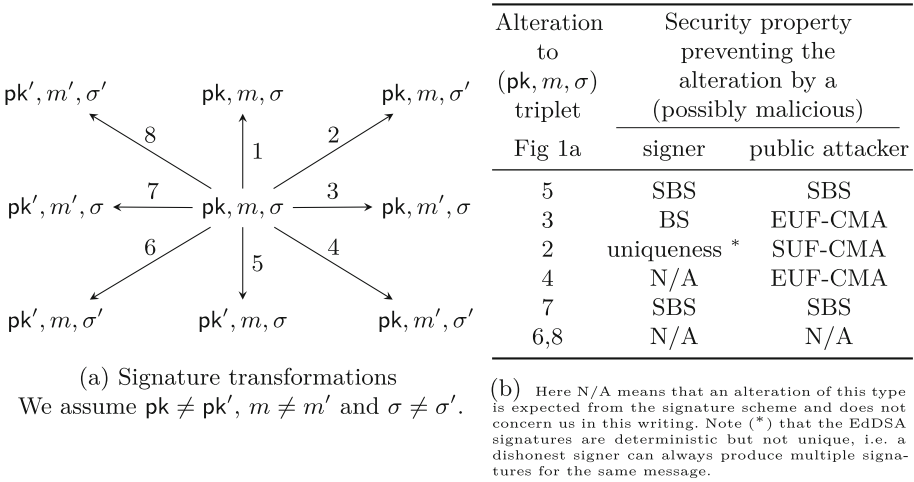 pk′, m′, σ′ pk, m, σ pk, m, σ′
8 1 2
pk′, m′, σ 7 pk, m, σ 3 pk, m′, σ
6 5 4
pk′, m, σ′ pk′, m, σ pk, m′, σ′
(a) Signature transformations
We assume pk ≠ pk′, m ≠ m′ and σ ≠ σ′.
Alteration Security property
to preventing the
(pk, m, σ) alteration by a
triplet (possibly malicious)
Fig 1a signer public attacker
5 SBS SBS
3 BS EUF-CMA
2 uniqueness * SUF-CMA
4 N/A EUF-CMA
7 SBS SBS
6,8 N/A N/A
(b) Here N/A means that an alteration of this type
is expected from the signature scheme and does not
concern us in this writing. Note (*) that the EdDSA
signatures are deterministic but not unique, i.e. a
dishonest signer can always produce multiple signa-
tures for the same message.